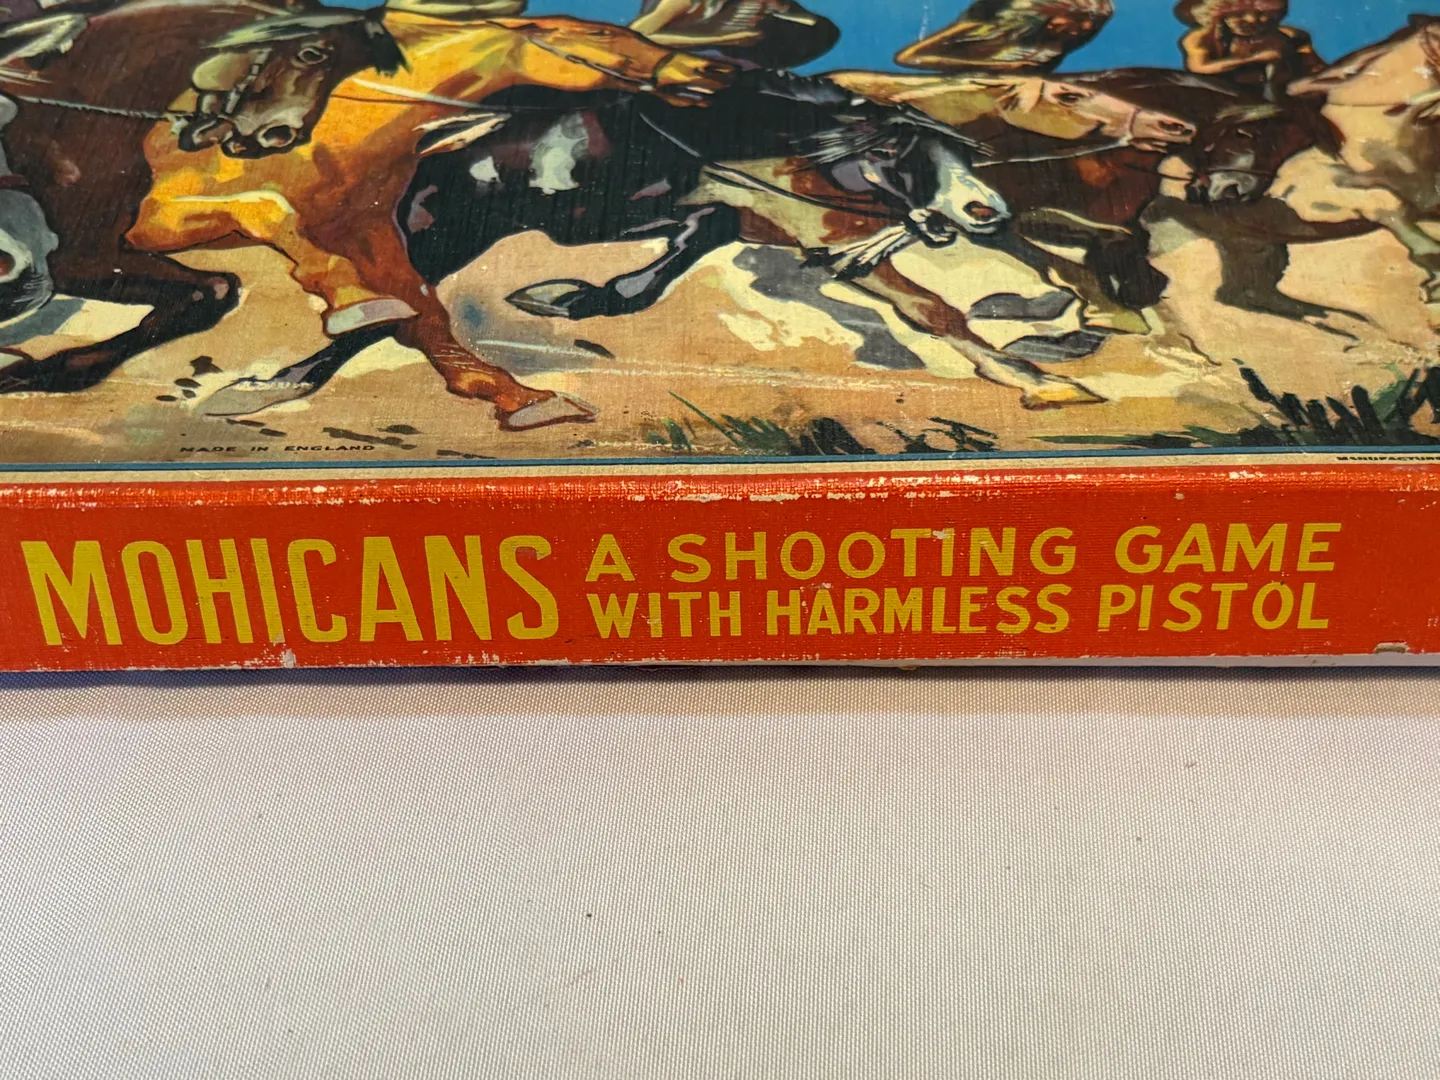 MADE IN ENGLAND
MOHICANS
A SHOOTING GAME
WITH HARMLESS PISTOL